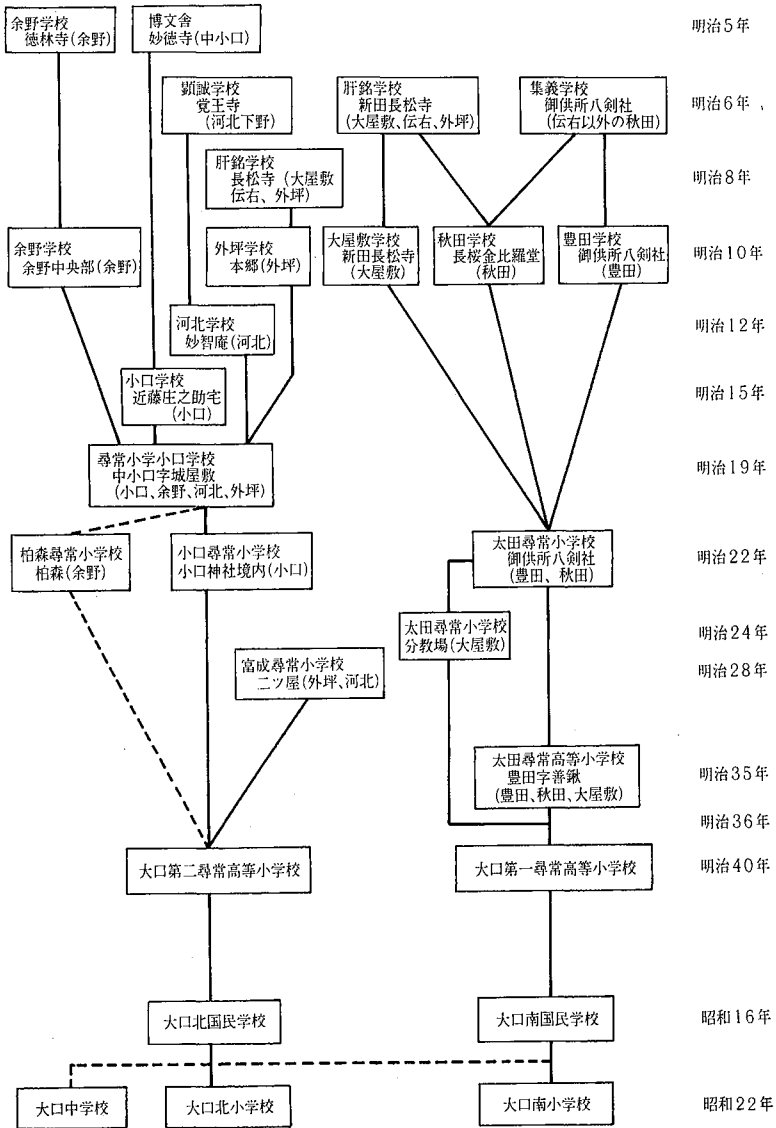 余野学校
徳林寺(余野)
博文舎
妙徳寺(中小口)
明治5年
顕誠学校
覚王寺
(河北下野)
肝銘学校
新田長松寺
(大屋敷、伝右、外坪)
集義学校
御供所八剣社
(伝右以外の秋田)
明治6年
肝銘学校
長松寺(大屋敷
伝右、外坪)
明治8年
余野学校
余野中央部(余野)
外坪学校
本郷(外坪)
大屋敷学校
新田長松寺
(大屋敷)
秋田学校
長桜金比羅堂
(秋田)
豊田学校
御供所八剣社
(豊田)
明治10年
河北学校
妙智庵(河北)
明治12年
小口学校
近藤庄之助宅
(小口)
明治15年
尋常小学小口学校
中小口字城屋敷
(小口、余野、河北、外坪)
明治19年
柏森尋常小学校
柏森(余野)
小口尋常小学校
小口神社境内(小口)
太田尋常小学校
御供所八剣社
(豊田、秋田)
明治22年
太田尋常小学校
分教場(大屋敷)
明治24年
富成尋常小学校
二ツ屋(外坪、河北)
明治28年
太田尋常高等小学校
豊田字善鍬
(豊田、秋田、大屋敷)
明治35年
明治36年
大口第二尋常高等小学校
大口第一尋常高等小学校
明治40年
大口北国民学校
大口南国民学校
昭和16年
大口中学校
大口北小学校
大口南小学校
昭和22年